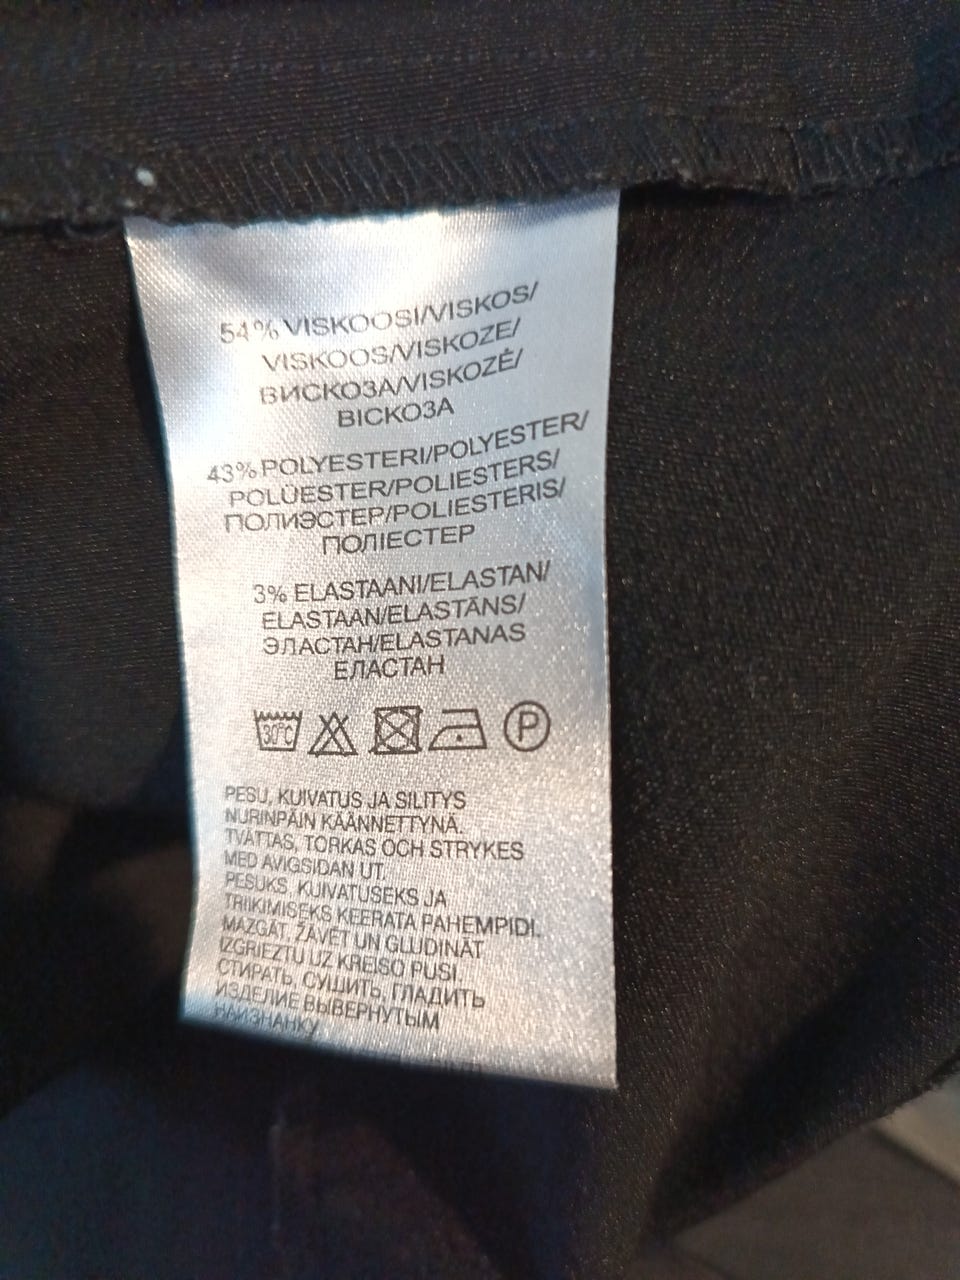 54% VISKOOSI/VISKOS/
VISKOOS/VISKOZE/
ВИСКОЗА/VISKOZĖ/
ВІСКОЗА
43% POLYESTERI/POLYESTER/
POLÜESTER/POLIESTERS/
ПОЛИЭСТЕР/POLIESTERIS/
ПОЛІЕСТЕР
3% ELASTAANI/ELASTAN/
ELASTAAN/ELASTĀNS/
ЭЛАСТАН/ELASTANAS
ЕЛАСТАН
30°C P
PESU, KUIVATUS JA SILITYS
NURINPÄIN KÄÄNNETTYNÄ.
TVÄTTAS, TORKAS OCH STRYKES
MED AVIGSIDAN UT.
PESUKS, KUIVATUSEKS JA
TRIIKIMISEKS KEERATA PAHEMPIDI.
MAZGĀT, ŽĀVĒT UN GLUDINĀT
IZGRIEZTU UZ KREISO PUSI.
СТИРАТЬ, СУШИТЬ, ГЛАДИТЬ
ИЗДЕЛИЕ ВЫВЕРНУТЫМ
НАИЗНАНКУ.